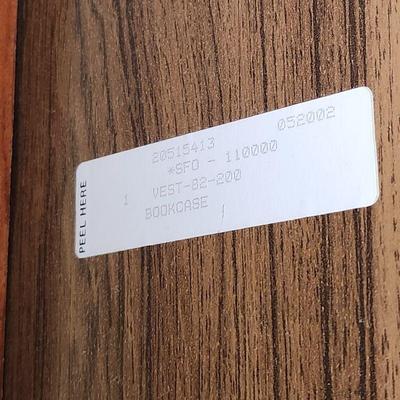 20515413 052002
*SFO - 110000
1 VEST-82-200
BOOKCASE
PEEL HERE